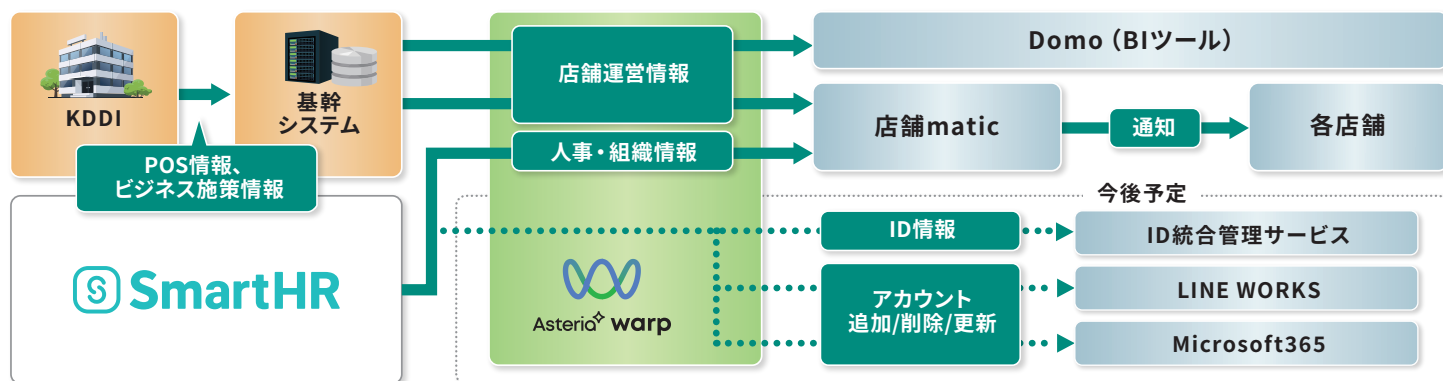 KDDI
基幹
システム
POS情報、
ビジネス施策情報
店舗運営情報
人事・組織情報
Domo（BIツール）
店舗matic
通知
各店舗
今後予定
SmartHR
Asteria warp
ID情報
ID統合管理サービス
アカウント
追加/削除/更新
LINE WORKS
Microsoft365